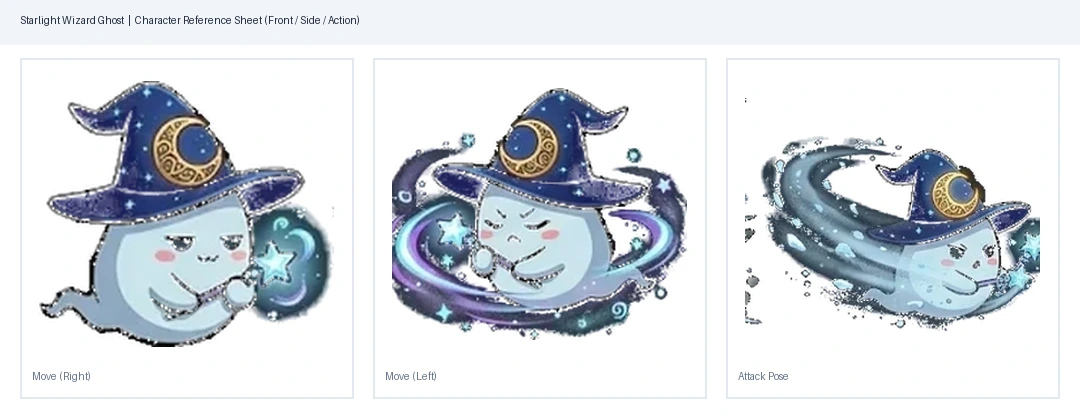 Starlight Wizard Ghost | Character Reference Sheet (Front / Side / Action)
Move (Right)
Move (Left)
Attack Pose